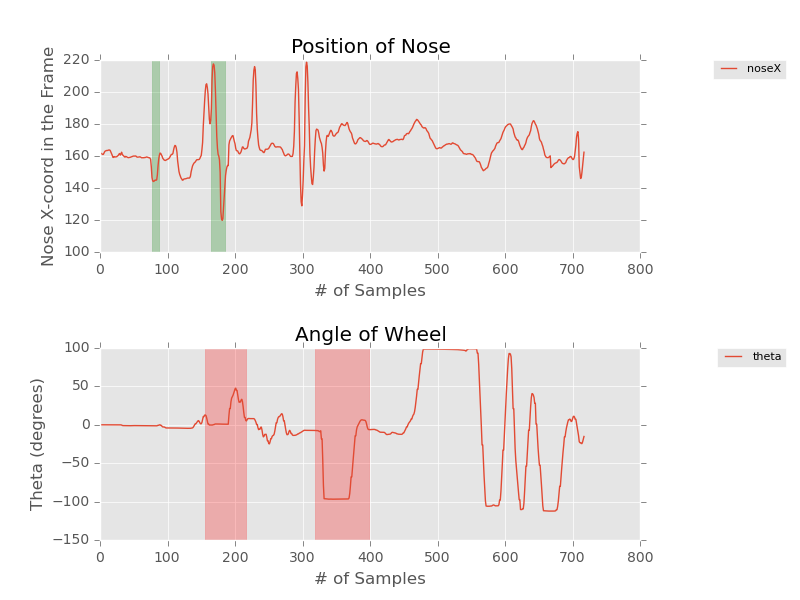 Position of Nose
Nose X-coord in the Frame
220
200
180
160
140
120
100
0 100 200 300 400 500 600 700 800
# of Samples
noseX
Angle of Wheel
Theta (degrees)
100
50
0
−50
−100
−150
0 100 200 300 400 500 600 700 800
# of Samples
theta